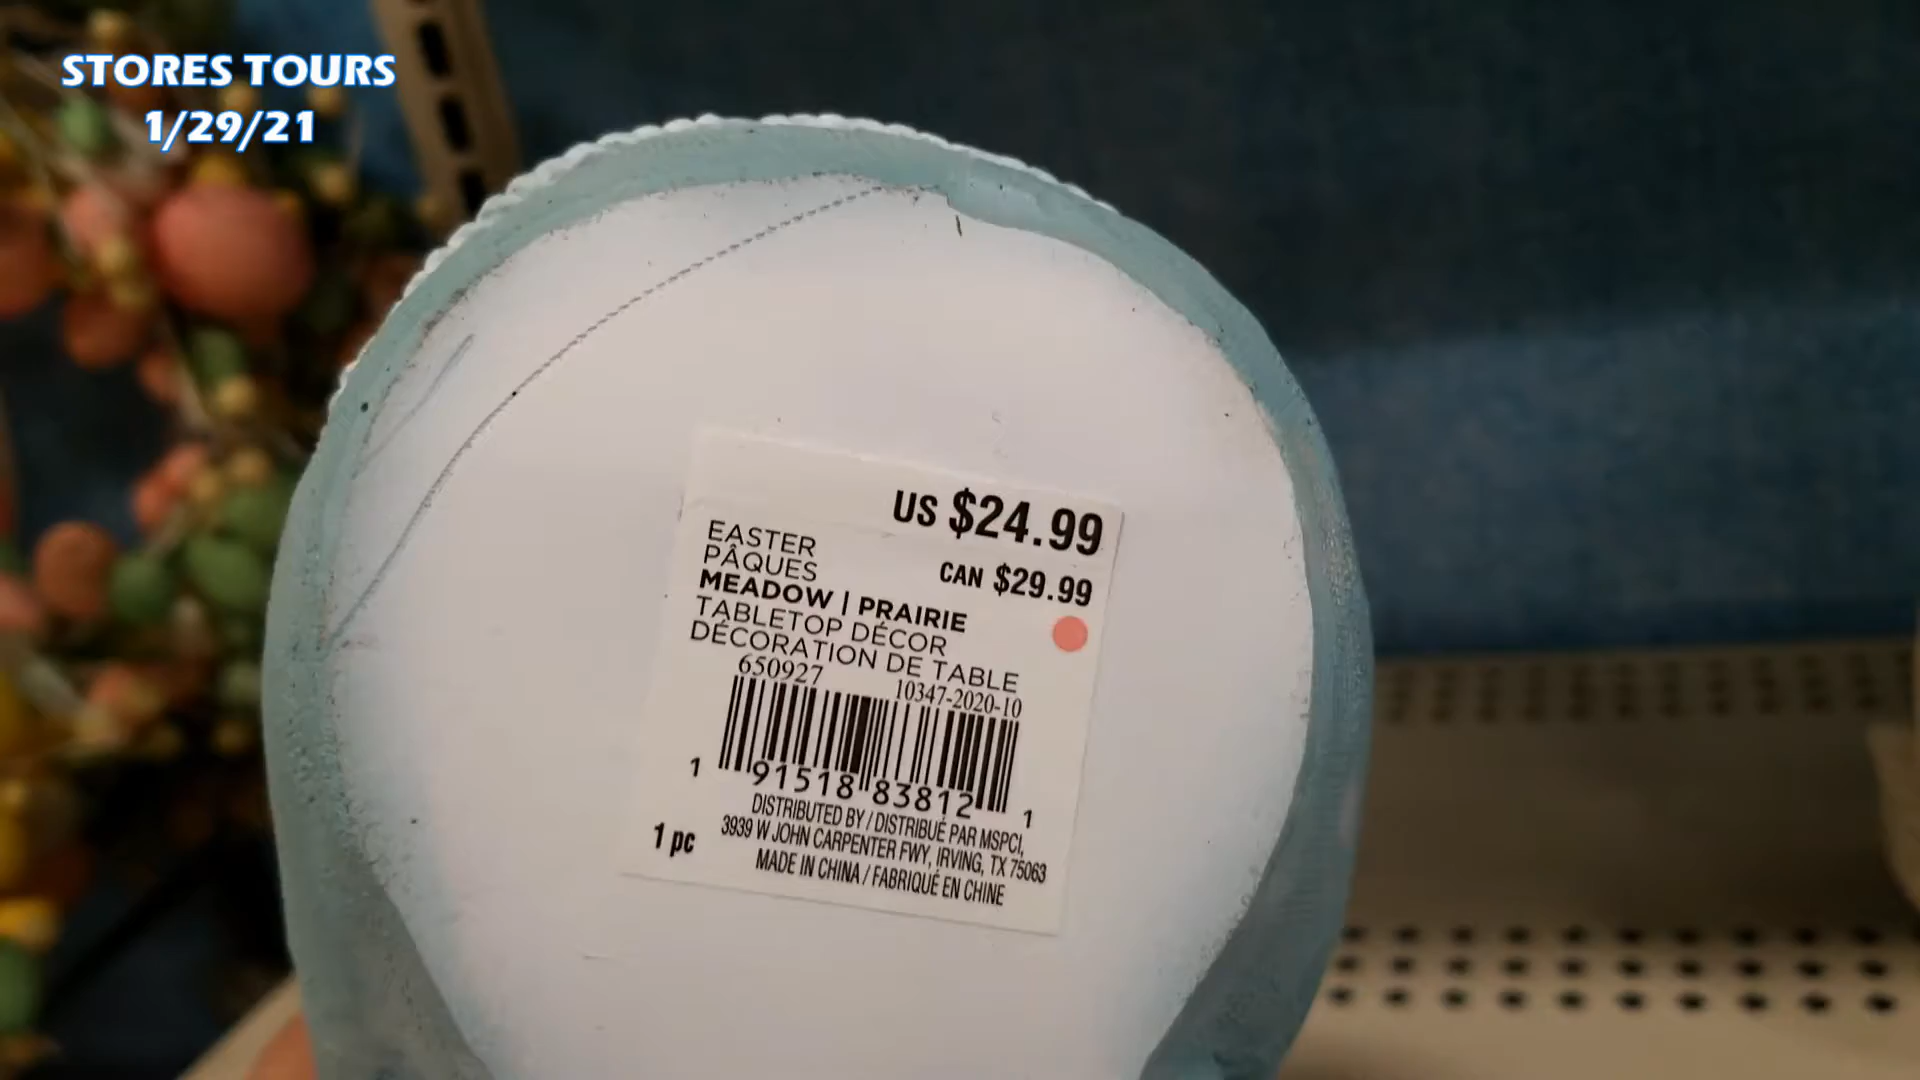 STORES TOURS
1/29/21
US $24.99
CAN $29.99
EASTER
PÂQUES
MEADOW | PRAIRIE
TABLETOP DÉCOR
DÉCORATION DE TABLE
650927 10347-2020-10
1 91518 83812 1
1 pc
DISTRIBUTED BY / DISTRIBUÉ PAR MSPCI,
3939 W JOHN CARPENTER FWY, IRVING, TX 75063
MADE IN CHINA / FABRIQUÉ EN CHINE